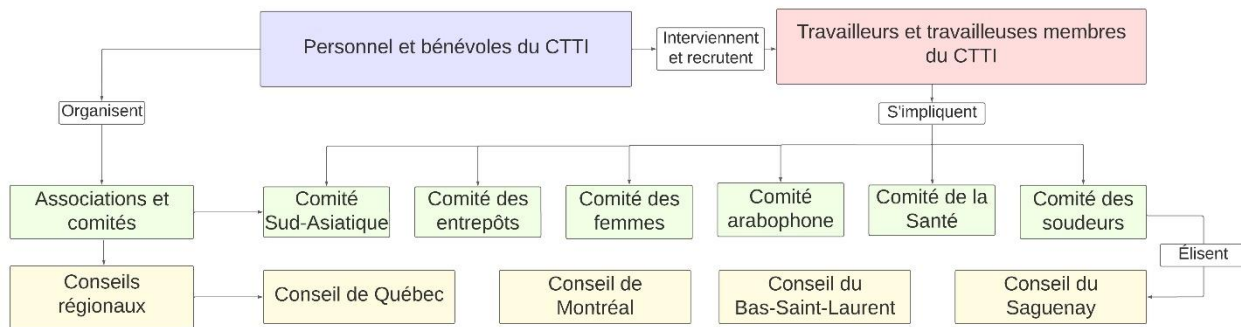 Personnel et bénévoles du CTTI
Interviennent
et recrutent
Travailleurs et travailleuses membres
du CTTI
Organisent
S'impliquent
Associations et
comités
Comité
Sud-Asiatique
Comité des
entrepôts
Comité des
femmes
Comité
arabophone
Comité de la
Santé
Comité des
soudeurs
Élisent
Conseils
régionaux
Conseil de Québec
Conseil de
Montréal
Conseil du
Bas-Saint-Laurent
Conseil du
Saguenay